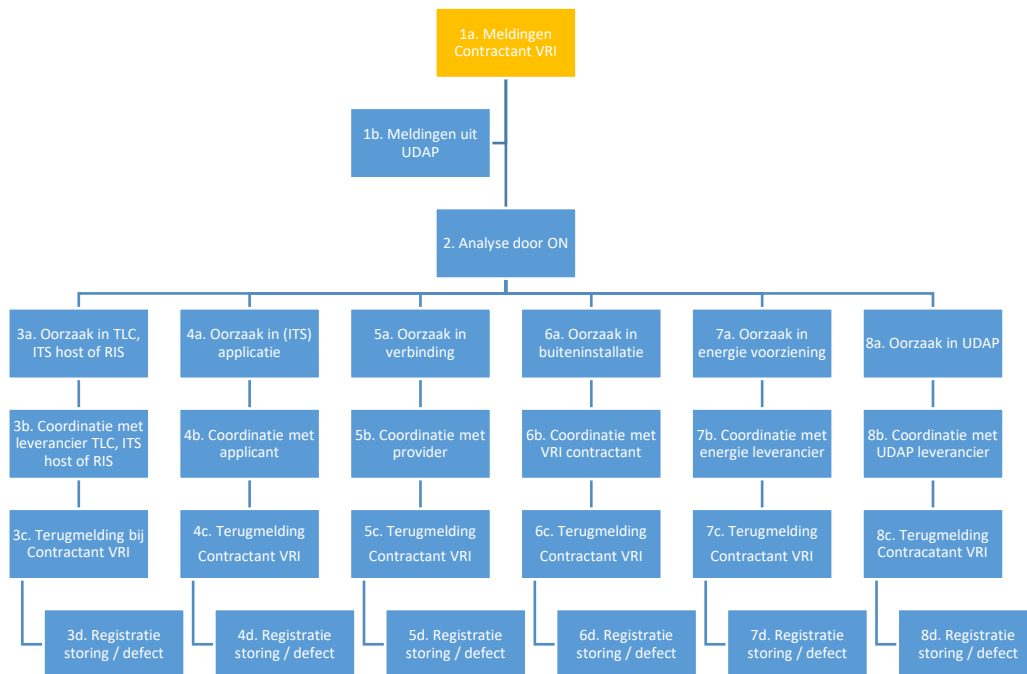 1a. Meldingen
Contractant VRI
1b. Meldingen uit
UDAP
2. Analyse door ON
3a. Oorzaak in TLC,
ITS host of RIS
4a. Oorzaak in (ITS)
applicatie
5a. Oorzaak in
verbinding
6a. Oorzaak in
buiteninstallatie
7a. Oorzaak in
energie voorziening
8a. Oorzaak in UDAP
3b. Coordinatie met
leverancier TLC, ITS
host of RIS
4b. Coordinatie met
applicant
5b. Coordinatie met
provider
6b. Coordinatie met
VRI contractant
7b. Coordinatie met
energie leverancier
8b. Coordinatie met
UDAP leverancier
3c. Terugmelding bij
Contractant VRI
4c. Terugmelding
Contractant VRI
5c. Terugmelding
Contractant VRI
6c. Terugmelding
Contractant VRI
7c. Terugmelding
Contractant VRI
8c. Terugmelding
Contracatant VRI
3d. Registratie
storing / defect
4d. Registratie
storing / defect
5d. Registratie
storing / defect
6d. Registratie
storing / defect
7d. Registratie
storing / defect
8d. Registratie
storing / defect